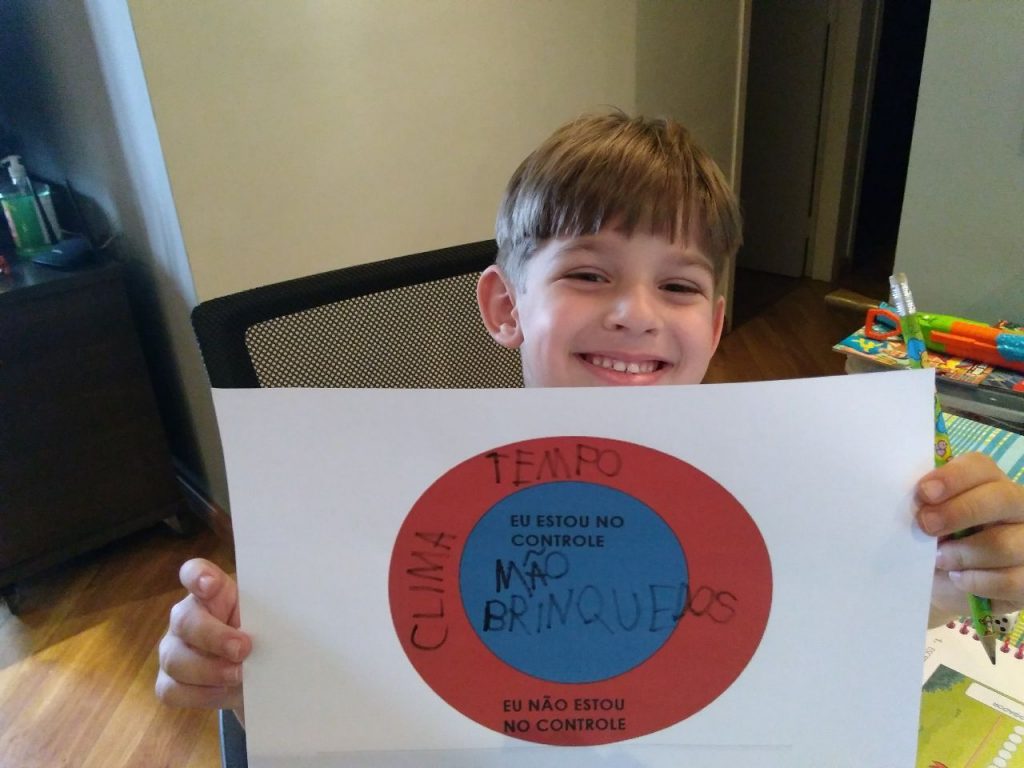 TEMPO
CLIMA
EU ESTOU NO
CONTROLE
MÃO
BRINQUEDOS
EU NÃO ESTOU
NO CONTROLE